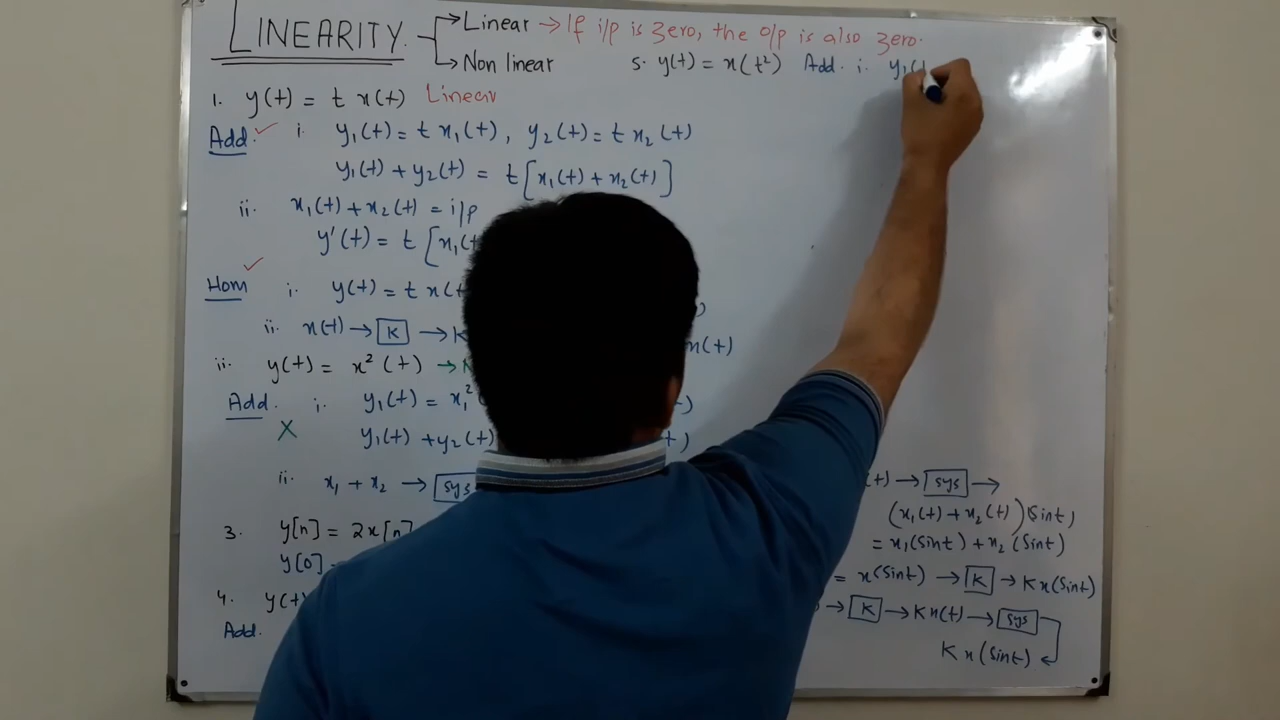 LINEARITY → Linear → If i/p is zero, the o/p is also zero.
→ Non linear
1. y(t) = t x(t) Linear
Add ✓ i. y₁(t) = t x₁(t), y₂(t) = t x₂(t)
y₁(t) + y₂(t) = t[x₁(t) + x₂(t)]
ii. x₁(t) + x₂(t) = i/p
y'(t) = t [x₁(t
Hom ✓ i. y(t) = t x(t
ii. x(t) → K → K
x(t)
ii. y(t) = x² (t) →
Add. i. y₁(t) = x₁²
X y₁(t) + y₂(t)
ii. x₁ + x₂ → sys
3. y[n] = 2x[n]
y[0]
4. y(t)
Add.
5. y(t) = x(t²) Add. i. y₁(t
(t) → sys →
(x₁(t) + x₂(t))(Sint)
= x₁(Sint) + x₂(Sint)
= x(Sint) → K → K x(Sint)
→ K → K x(t) → sys
K x(Sint)